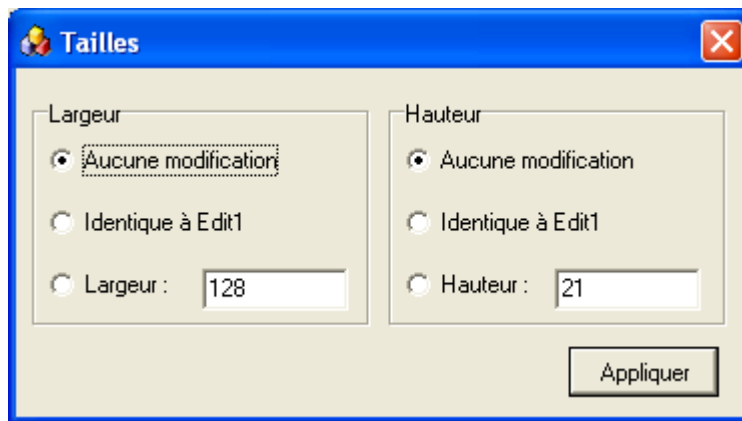 Tailles
Largeur
Aucune modification
Identique à Edit1
Largeur : 128
Hauteur
Aucune modification
Identique à Edit1
Hauteur : 21
Appliquer